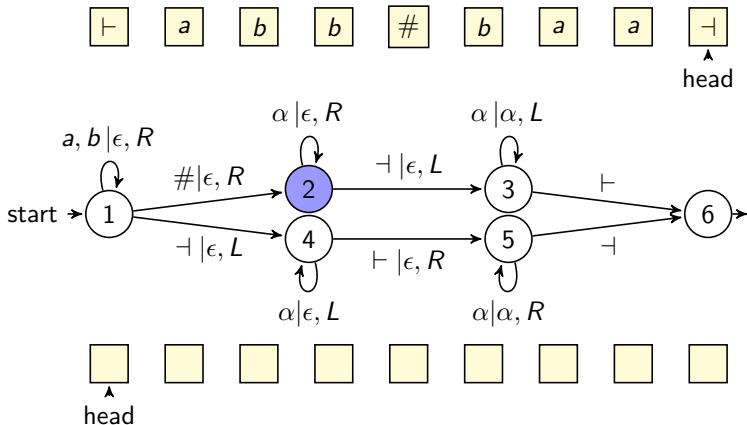 ⊢ a b b # b a a ⊣
head
α|ϵ, R α|α, L
a, b|ϵ, R
#|ϵ, R ⊣|ϵ, L ⊢
2 3
start 1 6
4 5
⊣|ϵ, L ⊢|ϵ, R ⊣
α|ϵ, L α|α, R
head